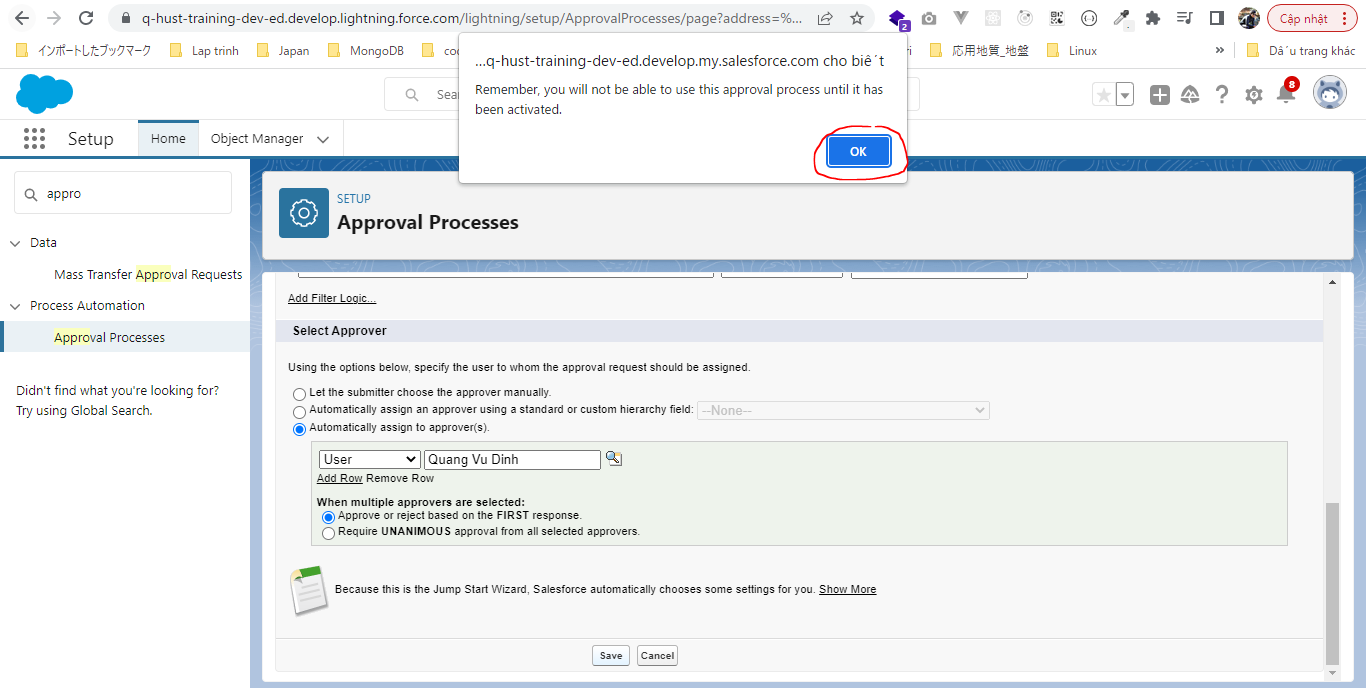 q-hust-training-dev-ed.develop.lightning.force.com/lightning/setup/ApprovalProcesses/page?address=%...
2
Cập nhật
インポートしたブックマーク
Lap trinh
Japan
MongoDB
応用地質_地盤
Linux
»
Dấu trang khác
...q-hust-training-dev-ed.develop.my.salesforce.com cho biết
Remember, you will not be able to use this approval process until it has
been activated.
OK
8
Setup
Home
Object Manager
appro
SETUP
Approval Processes
Data
Mass Transfer Approval Requests
Process Automation
Approval Processes
Didn't find what you're looking for?
Try using Global Search.
Add Filter Logic...
Select Approver
Using the options below, specify the user to whom the approval request should be assigned.
Let the submitter choose the approver manually.
Automatically assign an approver using a standard or custom hierarchy field: --None--
Automatically assign to approver(s).
User Quang Vu Dinh
Add Row Remove Row
When multiple approvers are selected:
Approve or reject based on the FIRST response.
Require UNANIMOUS approval from all selected approvers.
Because this is the Jump Start Wizard, Salesforce automatically chooses some settings for you. Show More
Save Cancel